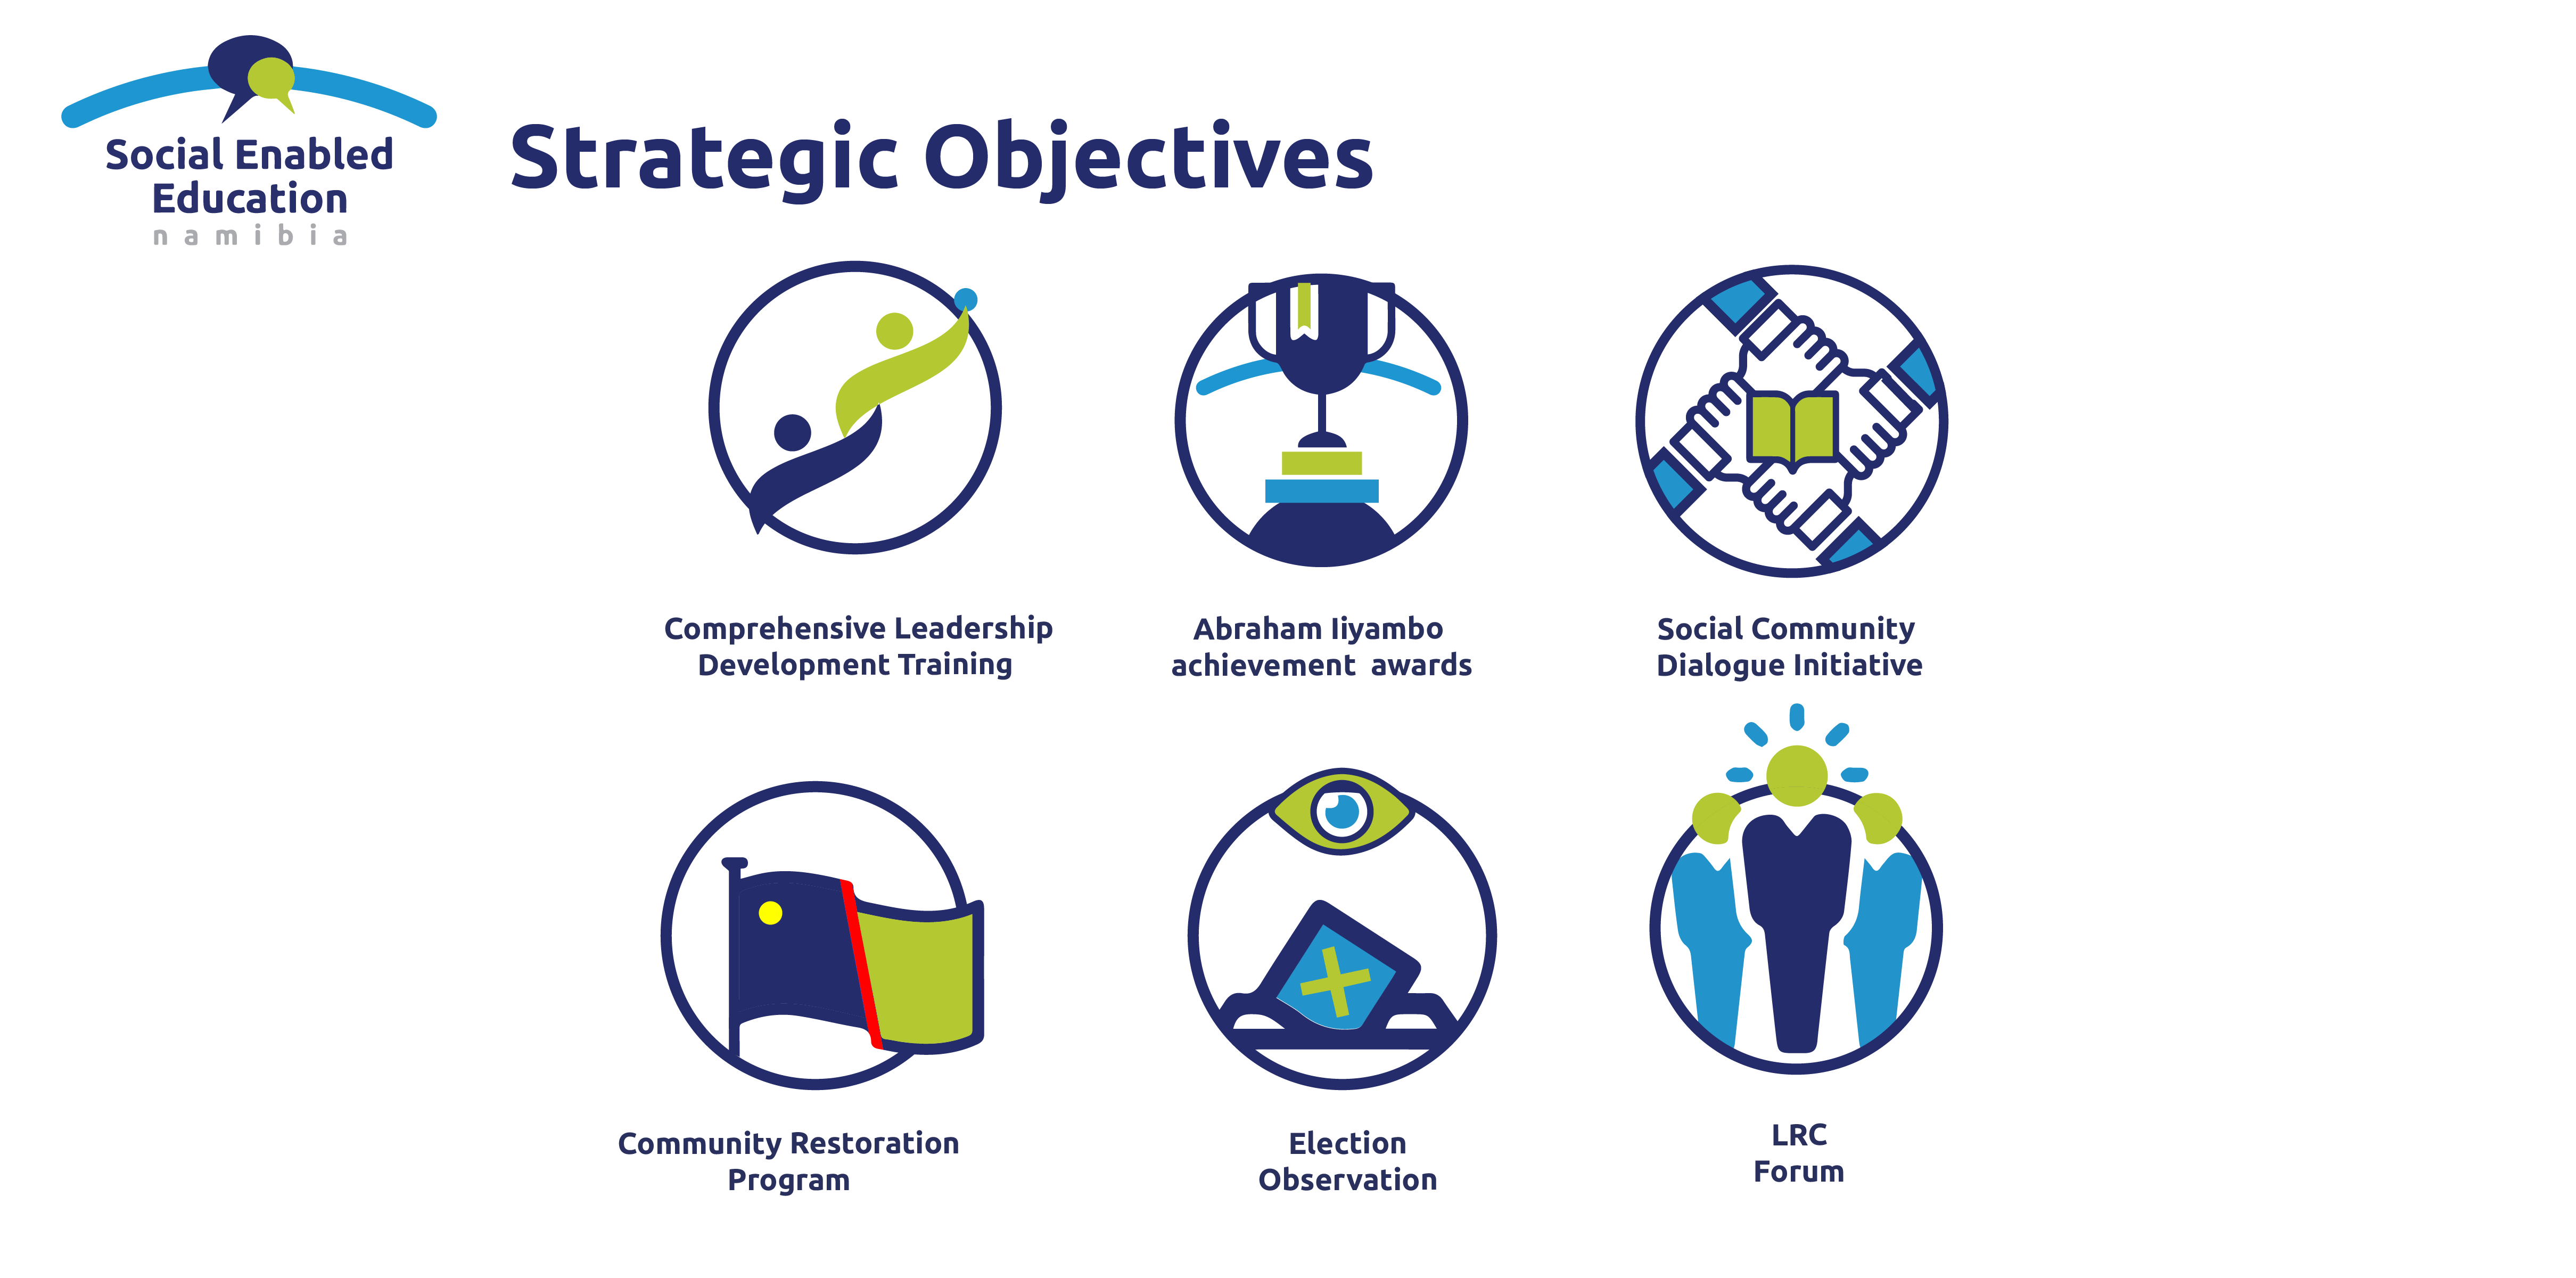 Social Enabled
Education
namibia
Strategic Objectives
Comprehensive Leadership
Development Training
Abraham Iiyambo
achievement awards
Social Community
Dialogue Initiative
Community Restoration
Program
Election
Observation
LRC
Forum